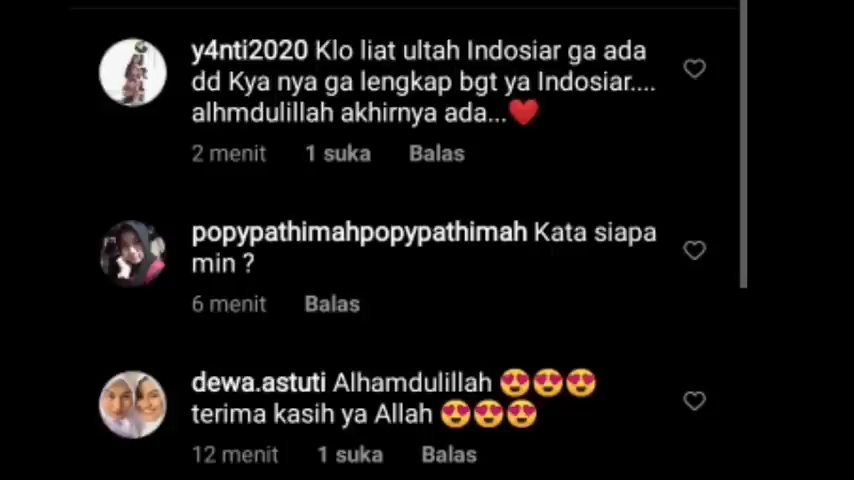 y4nti2020 Klo liat ultah Indosiar ga ada
dd Kya nya ga lengkap bgt ya Indosiar....
alhmdulillah akhirnya ada...❤️
2 menit 1 suka Balas
popypathimahpopypathimah Kata siapa
min ?
6 menit Balas
dewa.astuti Alhamdulillah 😍😍😍
terima kasih ya Allah 😍😍😍
12 menit 1 suka Balas